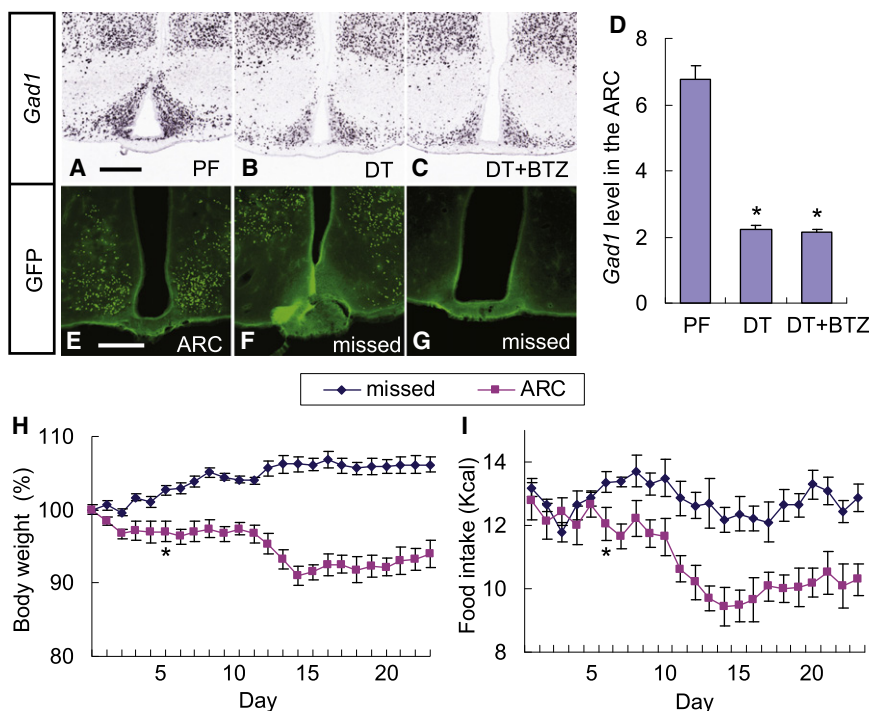 Gad1
A
PF
B
DT
C
DT+BTZ
GFP
E
ARC
F
missed
G
missed
D
Gad1 level in the ARC
8
6
4
2
0
*
*
PF
DT
DT+BTZ
missed
ARC
H
Body weight (%)
110
100
90
80
*
5
10
15
20
Day
I
Food intake (Kcal)
14
12
10
8
*
5
10
15
20
Day